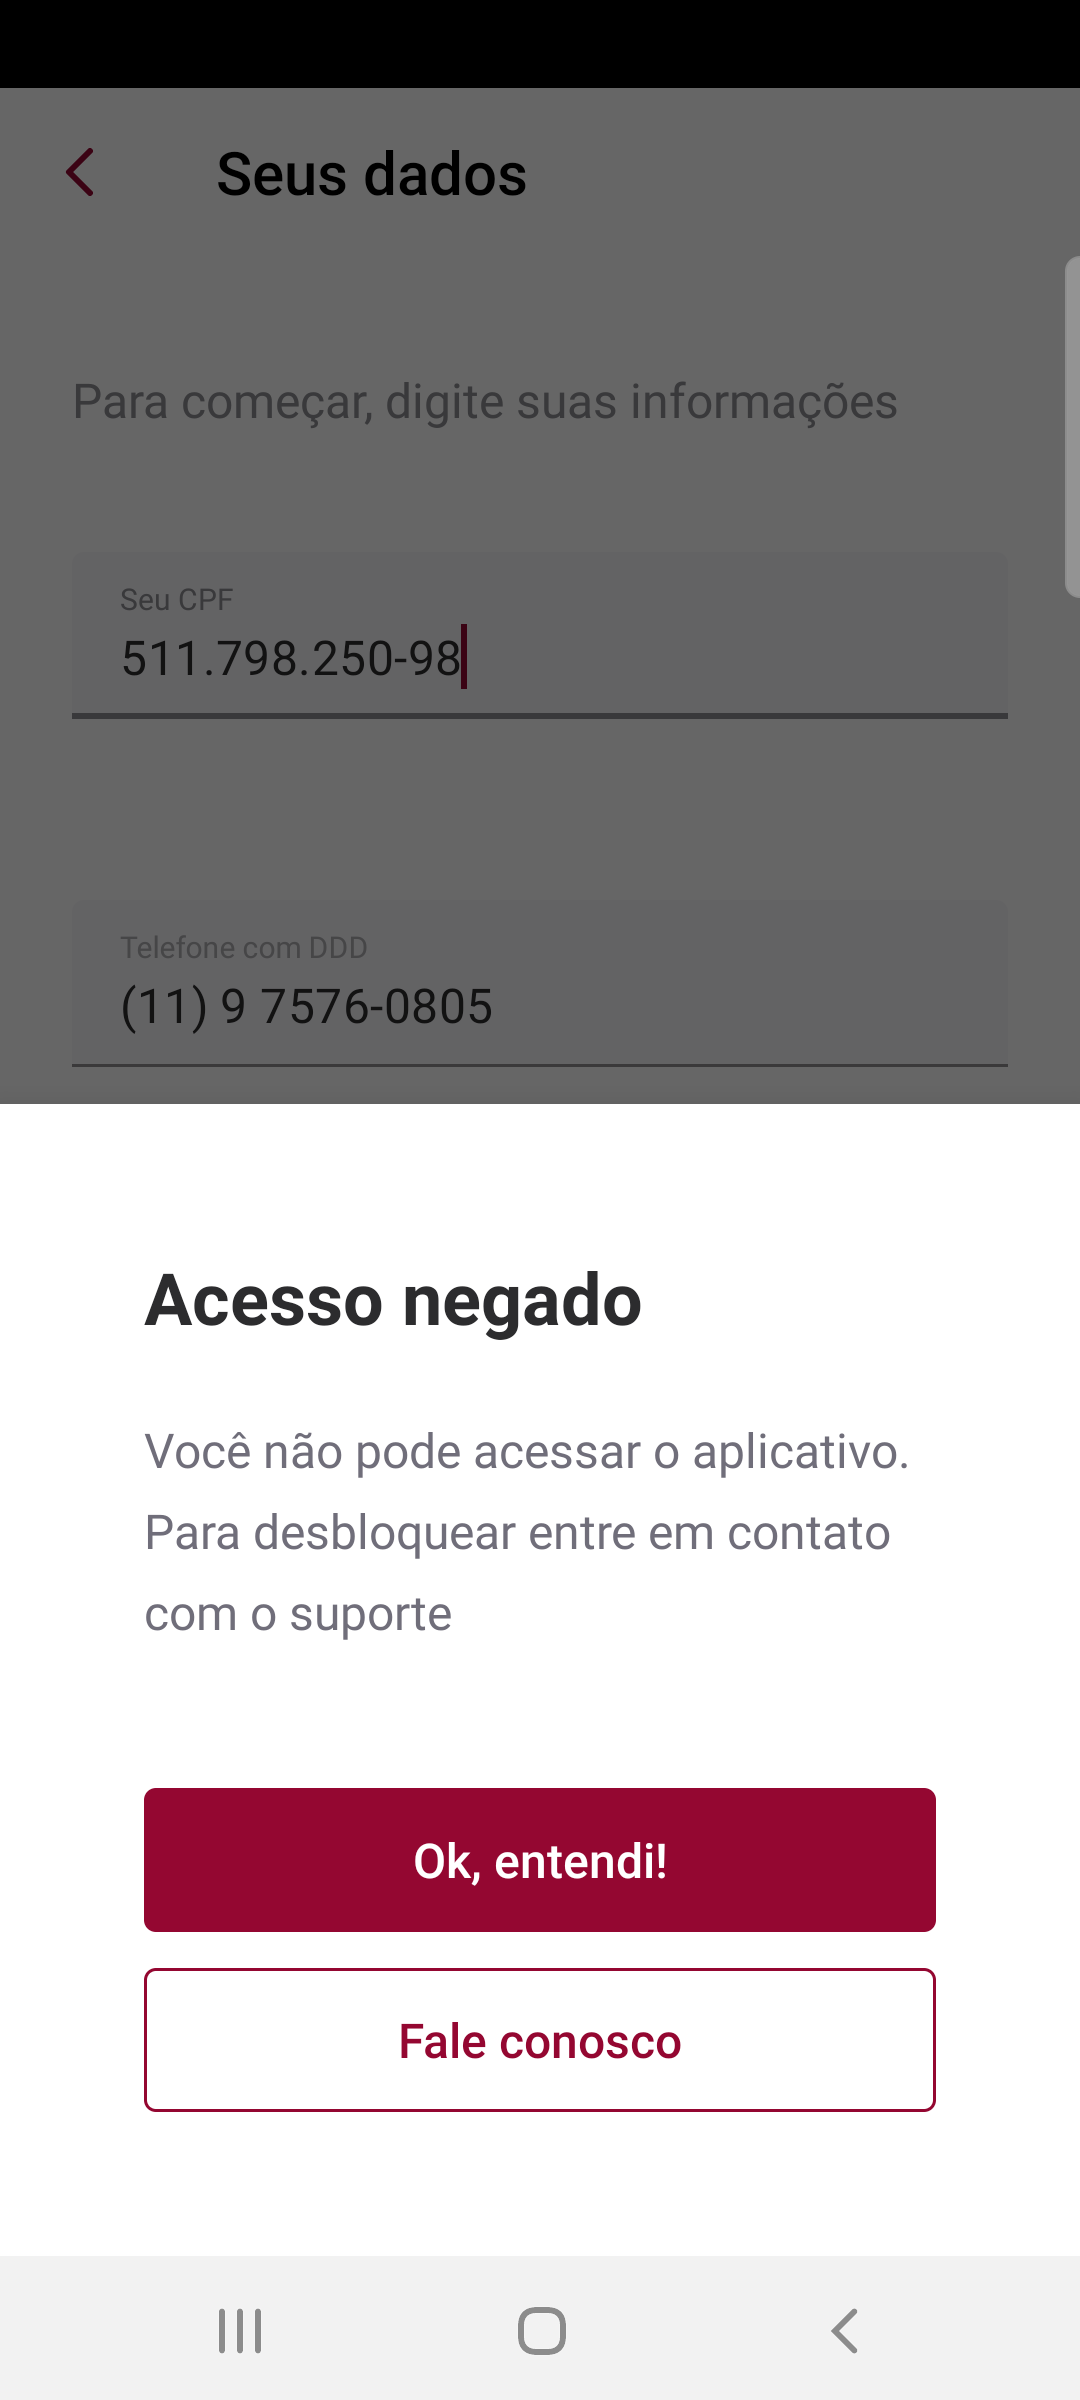 Seus dados
Para começar, digite suas informações
Seu CPF
511.798.250-98
Telefone com DDD
(11) 9 7576-0805
Acesso negado
Você não pode acessar o aplicativo.
Para desbloquear entre em contato
com o suporte
Ok, entendi!
Fale conosco